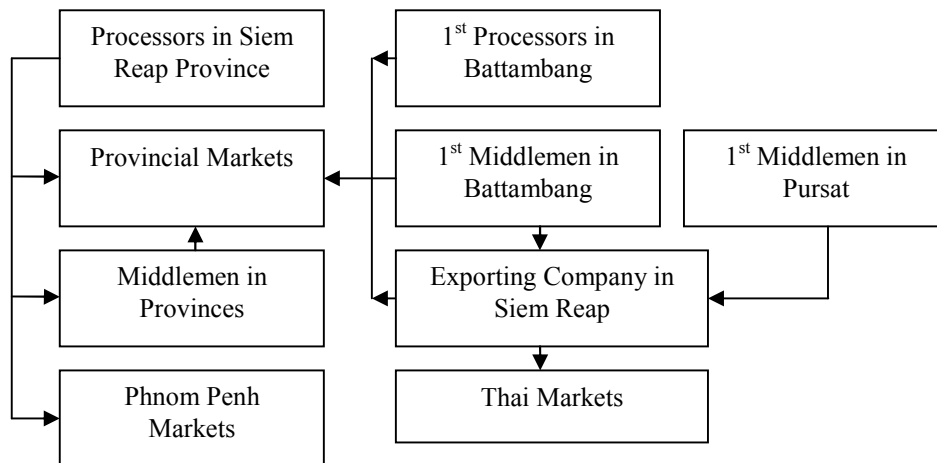 Processors in Siem
Reap Province
1st Processors in
Battambang
Provincial Markets
1st Middlemen in
Battambang
1st Middlemen in
Pursat
Middlemen in
Provinces
Exporting Company in
Siem Reap
Phnom Penh
Markets
Thai Markets